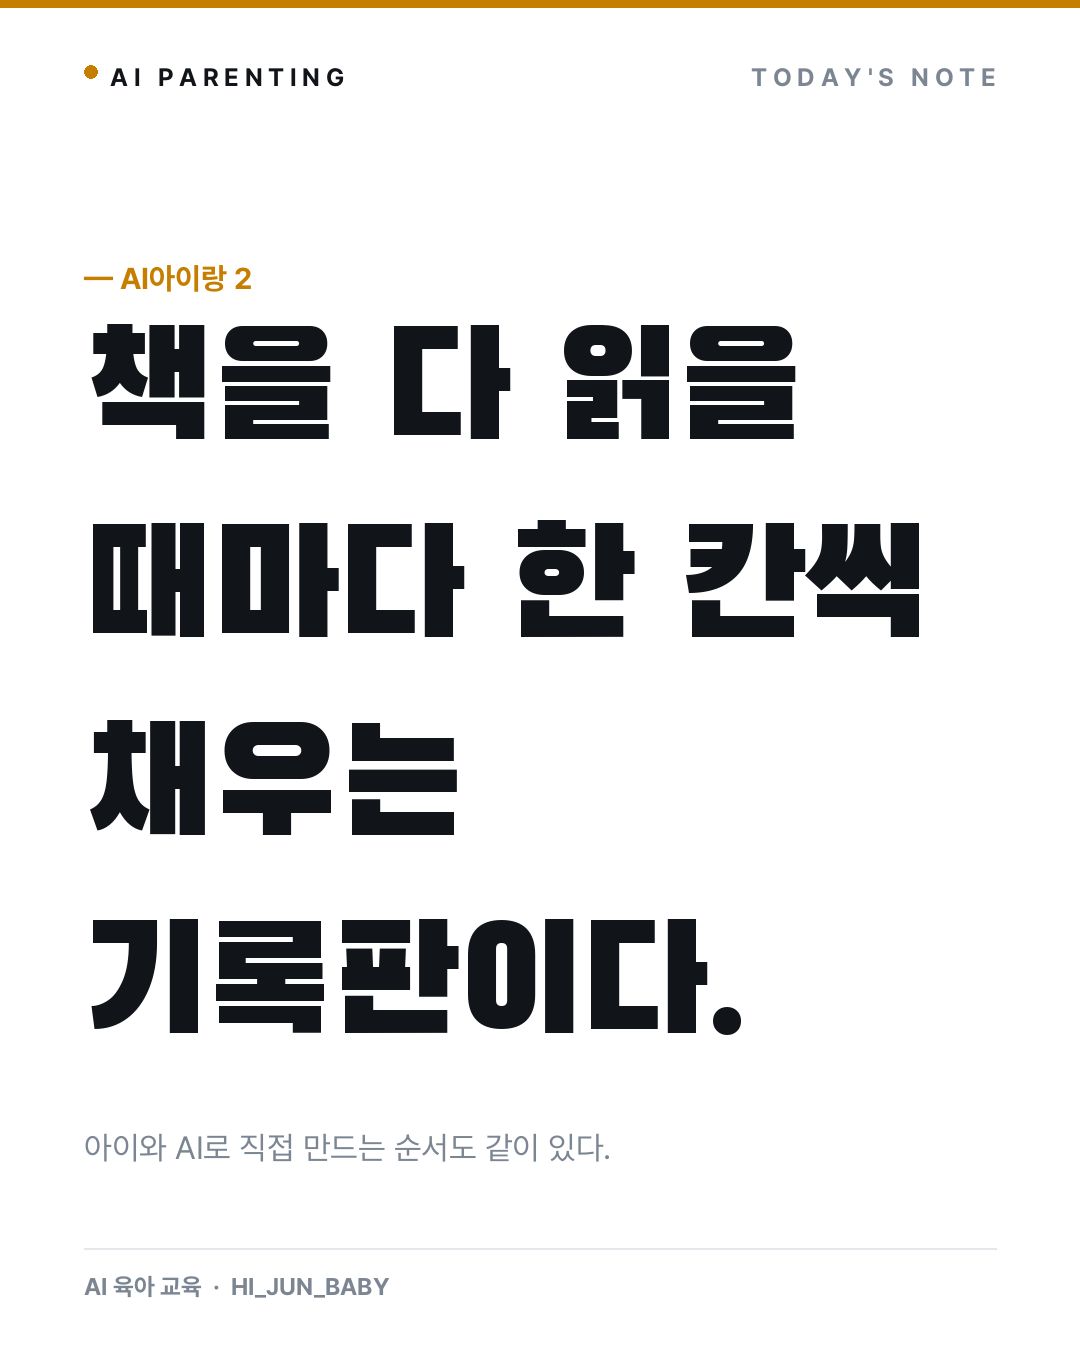 AI PARENTING
TODAY'S NOTE
— AI아이랑 2
책을 다 읽을
때마다 한 칸씩
채우는
기록판이다.
아이와 AI로 직접 만드는 순서도 같이 있다.
AI 육아 교육 · HI_JUN_BABY